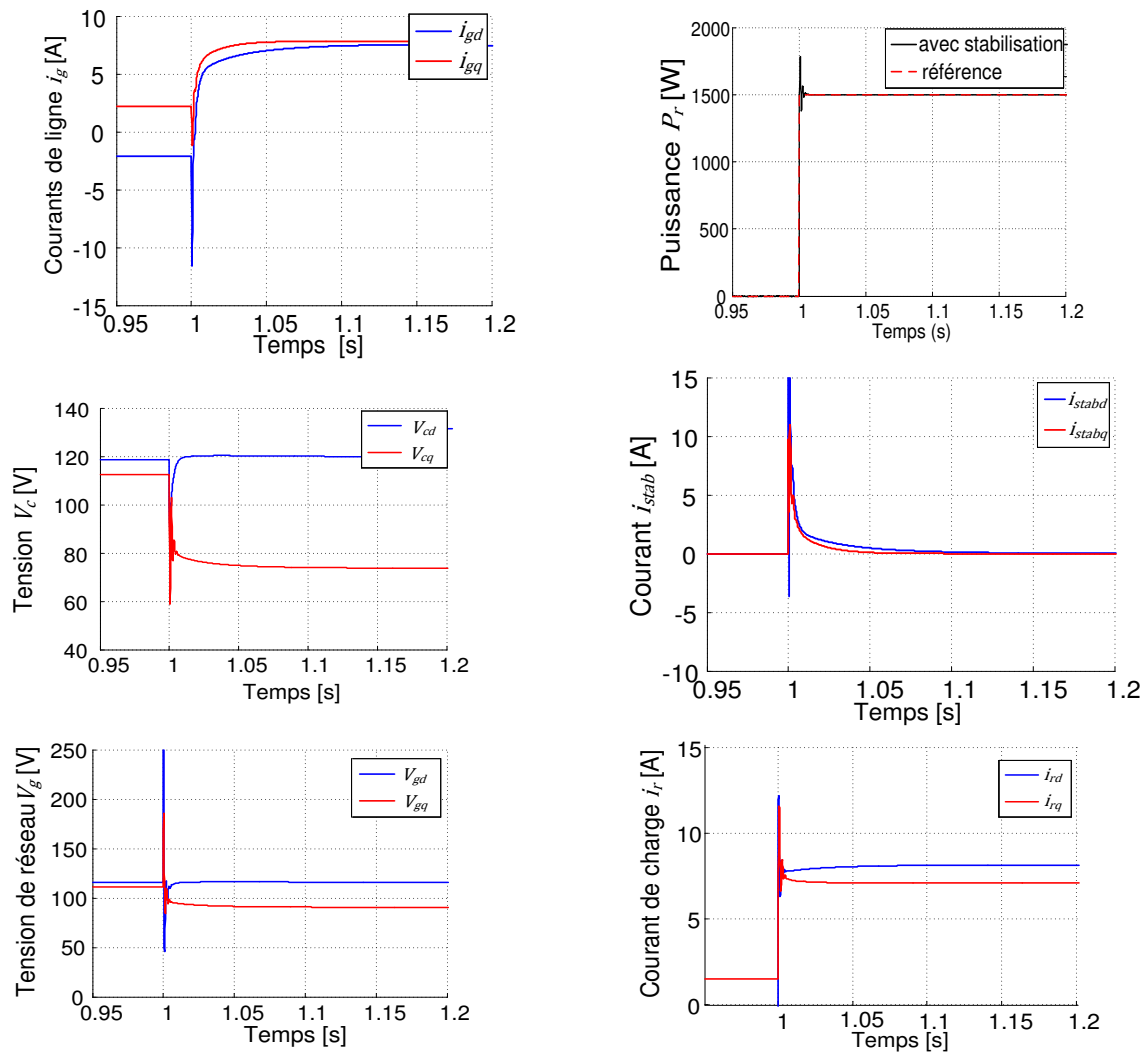 10
5
0
-5
-10
-15
0.95 1 1.05 1.1 1.15 1.2
Temps [s]
Courants de ligne i_g [A]
i_gd
i_gq
2000
1500
1000
500
0
0.95 1 1.05 1.1 1.15 1.2
Temps (s)
Puissance P_r [W]
avec stabilisation
référence
140
120
100
80
60
40
0.95 1 1.05 1.1 1.15 1.2
Temps [s]
Tension V_c [V]
V_cd
V_cq
15
10
5
0
-5
-10
0.95 1 1.05 1.1 1.15 1.2
Temps [s]
Courant i_stab [A]
i_stabd
i_stabq
250
200
150
100
50
0
0.95 1 1.05 1.1 1.15 1.2
Temps [s]
Tension de réseau V_g [V]
V_gd
V_gq
15
10
5
0
1 1.05 1.1 1.15 1.2
Temps [s]
Courant de charge i_r [A]
i_rd
i_rq